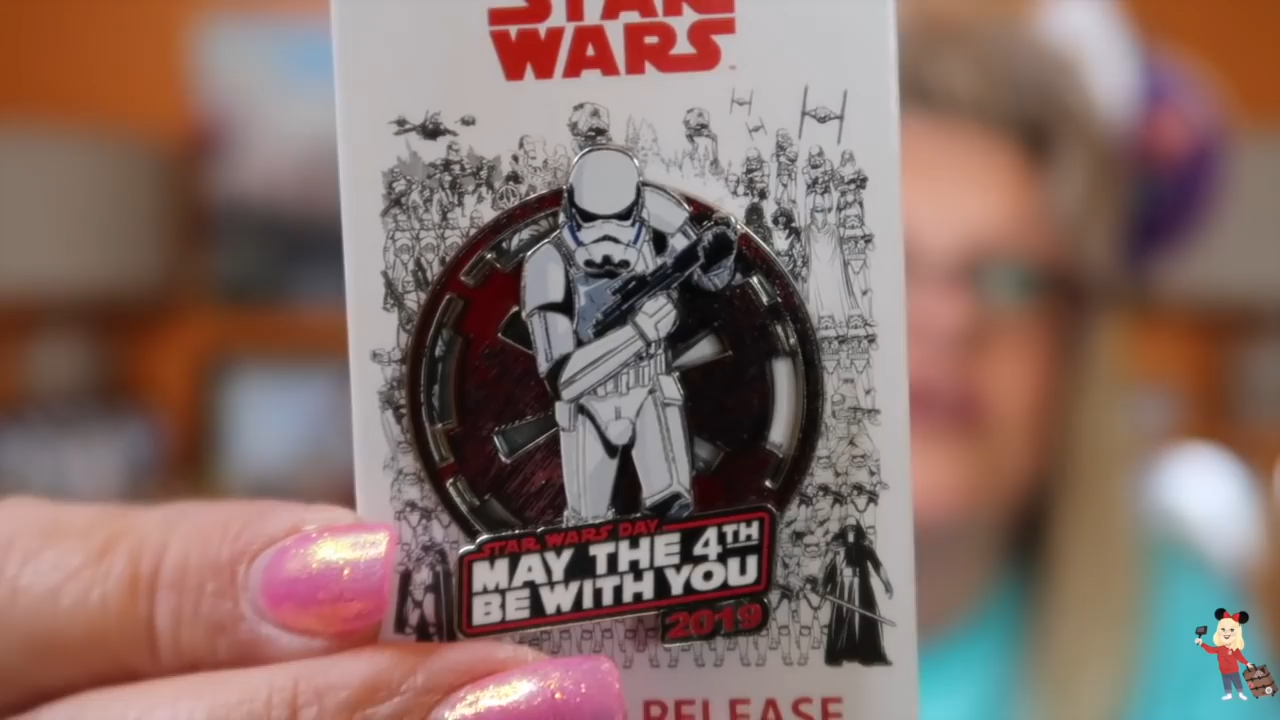 STAR
WARS
STAR WARS DAY
MAY THE 4TH
BE WITH YOU
2019
RELEASE